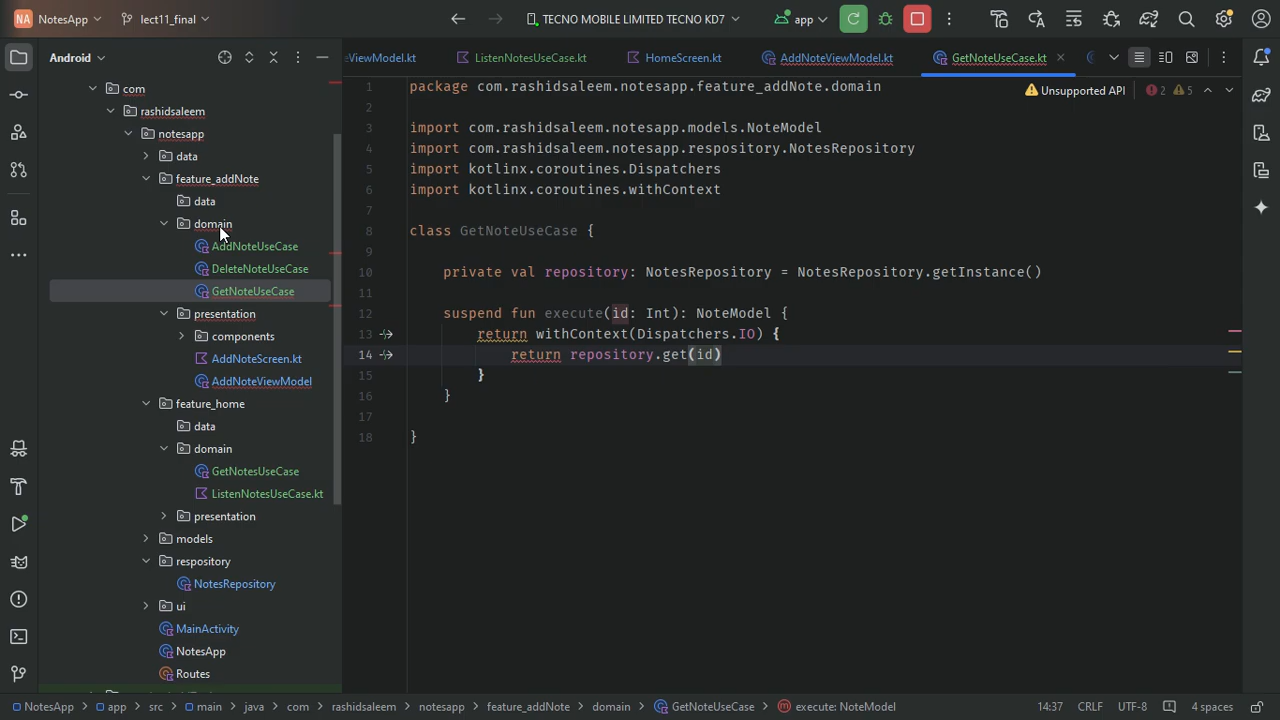 NA NotesApp lect11_final TECNO MOBILE LIMITED TECNO KD7 app
Android
com
rashidsaleem
notesapp
data
feature_addNote
data
domain
AddNoteUseCase
DeleteNoteUseCase
GetNoteUseCase
presentation
components
AddNoteScreen.kt
AddNoteViewModel
feature_home
data
domain
GetNotesUseCase
ListenNotesUseCase.kt
presentation
models
respository
NotesRepository
ui
MainActivity
NotesApp
Routes
eViewModel.kt ListenNotesUseCase.kt HomeScreen.kt AddNoteViewModel.kt GetNoteUseCase.kt
Unsupported API 2 5
1 package com.rashidsaleem.notesapp.feature_addNote.domain
2
3 import com.rashidsaleem.notesapp.models.NoteModel
4 import com.rashidsaleem.notesapp.respository.NotesRepository
5 import kotlinx.coroutines.Dispatchers
6 import kotlinx.coroutines.withContext
7
8 class GetNoteUseCase {
9
10 private val repository: NotesRepository = NotesRepository.getInstance()
11
12 suspend fun execute(id: Int): NoteModel {
13 return withContext(Dispatchers.IO) {
14 return repository.get(id)
15 }
16 }
17
18 }
NotesApp > app > src > main > java > com > rashidsaleem > notesapp > feature_addNote > domain > GetNoteUseCase > execute: NoteModel 14:37 CRLF UTF-8 4 spaces